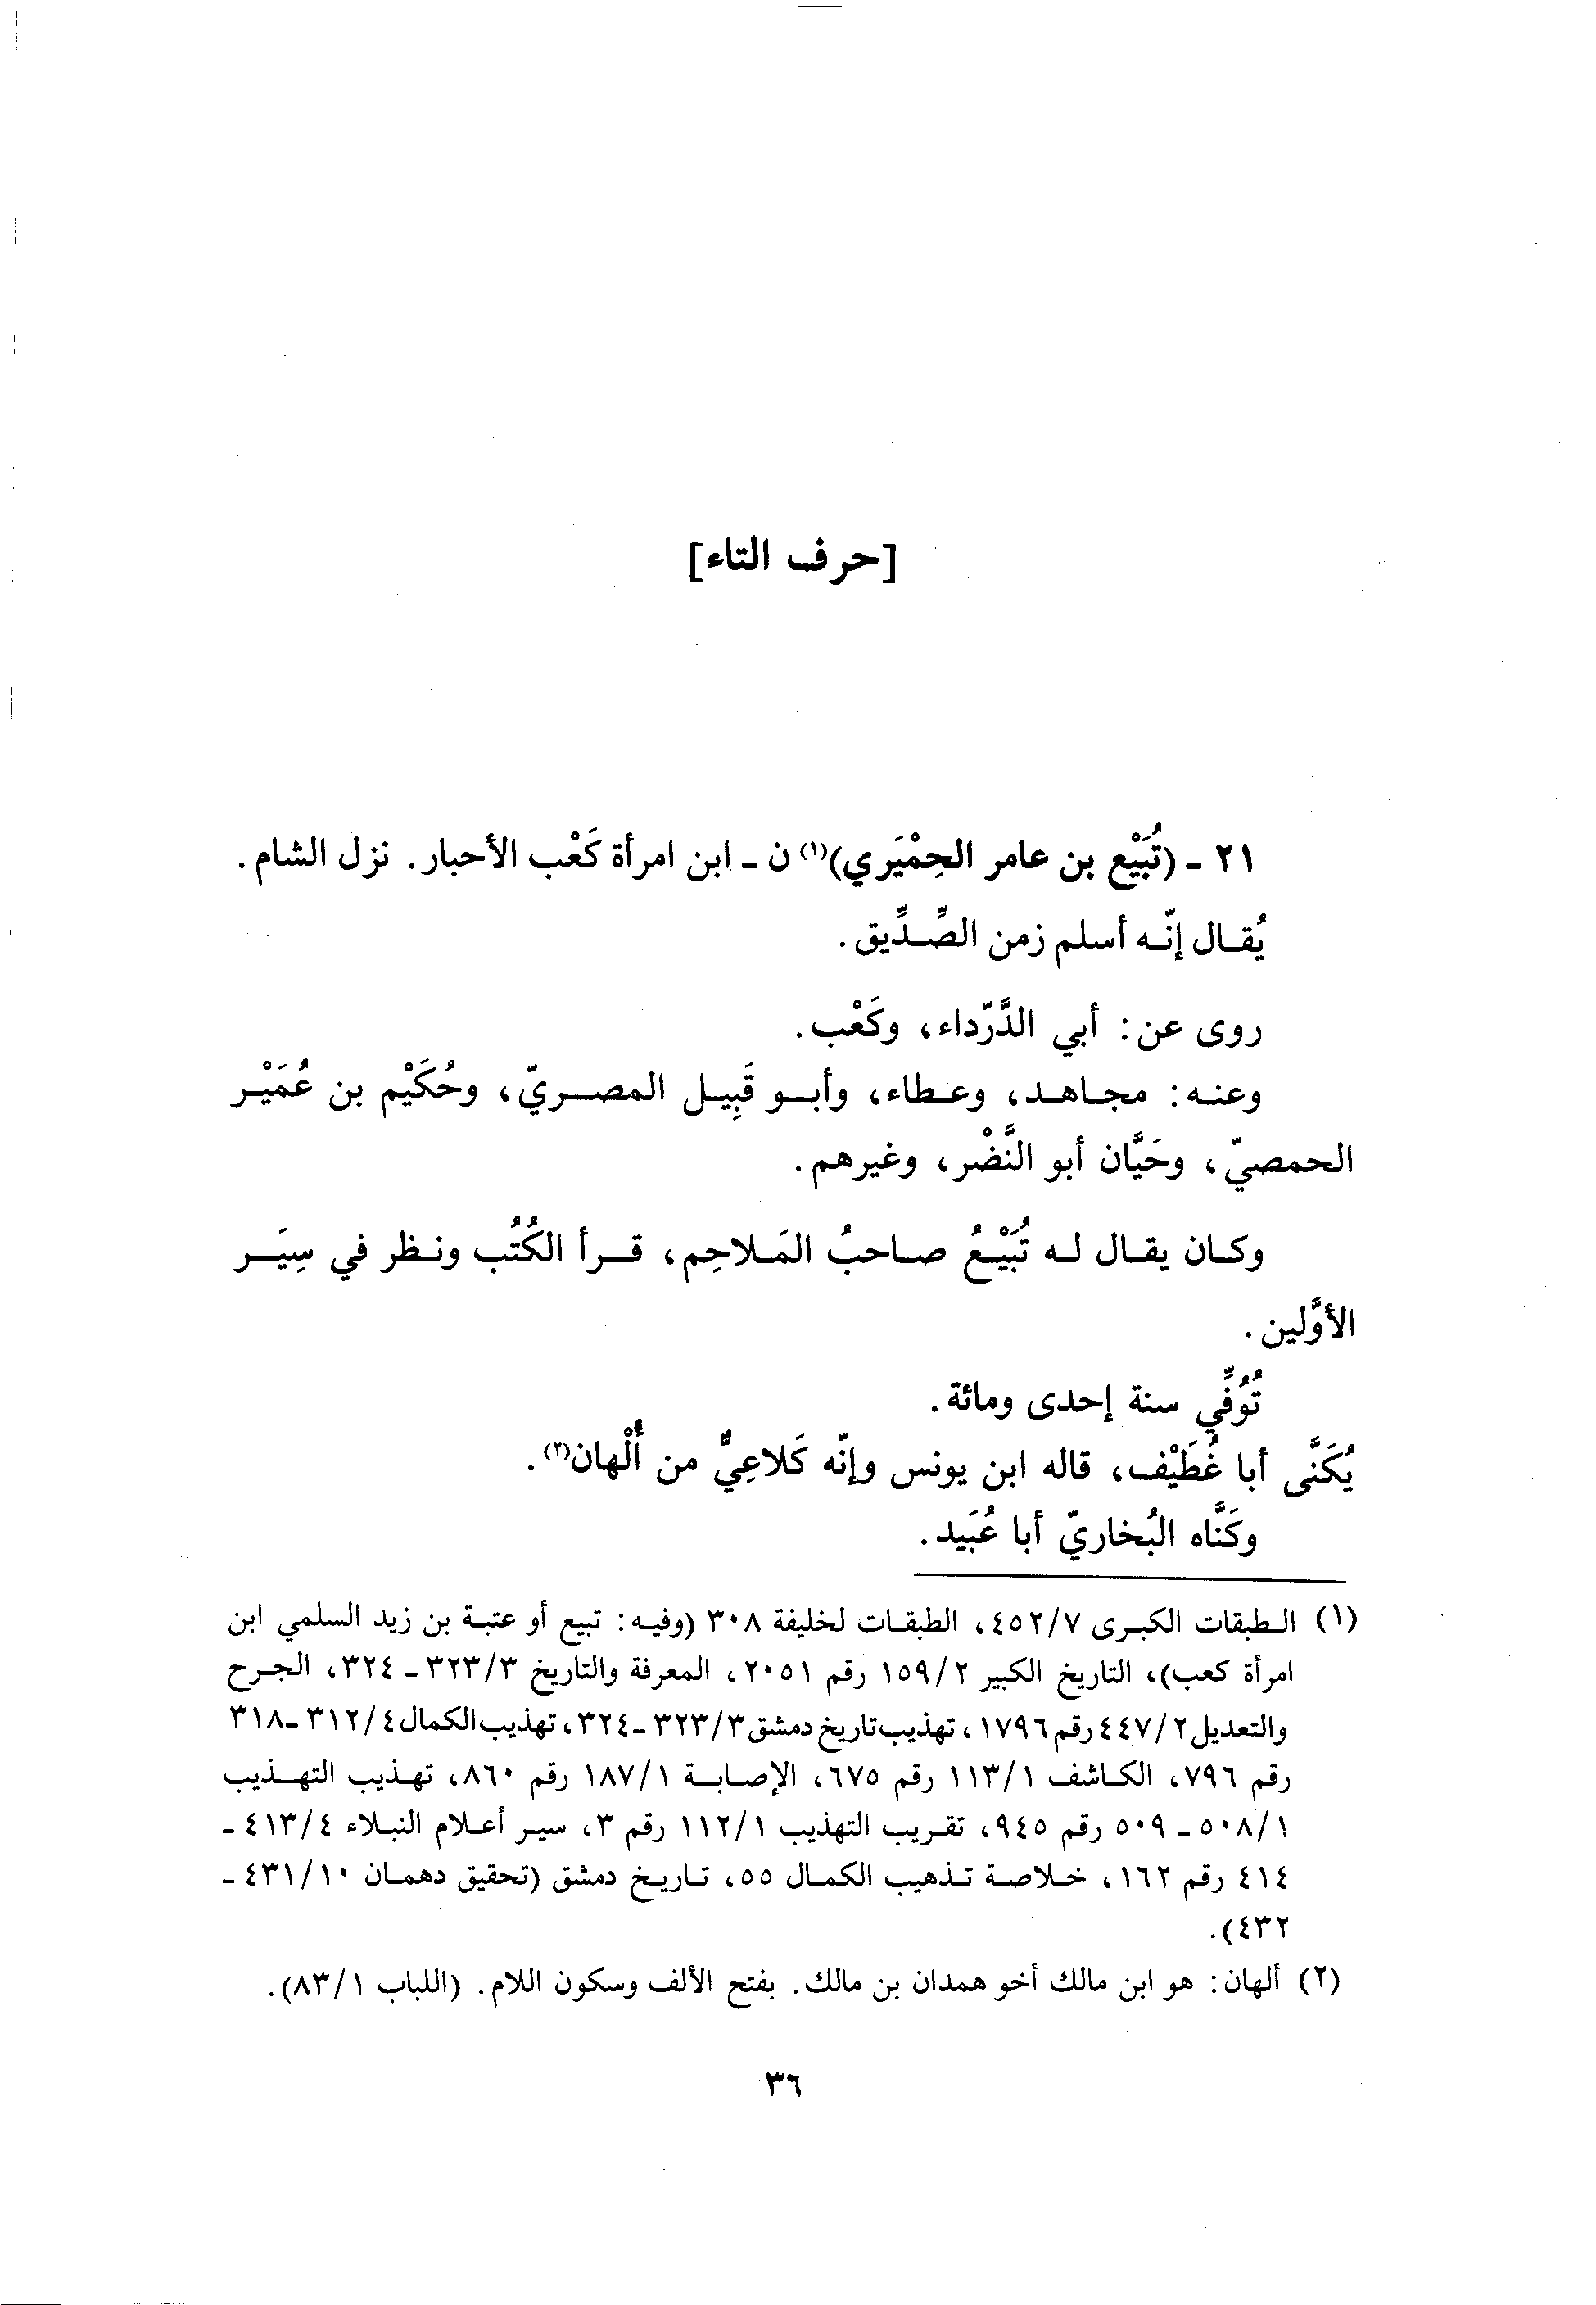 [حرف التاء]
٢١ - (تُبَيْع بن عامر الحِمْيَري)(١) ن - ابن امرأة كَعْب الأحبار. نزل الشام.
يُقال إنّه أسلم زمن الصِّدِّيق.
روى عن: أبي الدَّرّداء، وكَعْب.
وعنه: مجاهد، وعطاء، وأبو قَبِيل المصريّ، وحُكَيْم بن عُمَيْر
الحمصيّ، وحَيَّان أبو النَّضْر، وغيرهم.
وكان يقال له تُبَيْعُ صاحبُ المَلاحِم، قرأ الكُتُب ونظر في سِيَر
الأوَّلين.
تُوُفِّي سنة إحدى ومائة.
يُكَنَّى أبا غُطَيْف، قاله ابن يونس وإنّه كَلاعِيٌّ من أُلْهان(٢).
وكَنَّاه البُخاريّ أبا عُبَيد.
(١) الطبقات الكبرى ٤٥٢/٧، الطبقات لخليفة ٣٠٨ (وفيه: تبيع أو عتبة بن زيد السلمي ابن
امرأة كعب)، التاريخ الكبير ١٥٩/٢ رقم ٢٠٥١، المعرفة والتاريخ ٣٢٣/٣ - ٣٢٤، الجرح
والتعديل ٤٤٧/٢ رقم ١٧٩٦، تهذيب تاريخ دمشق ٣٢٣/٣ - ٣٢٤، تهذيب الكمال ٣١٢/٤ - ٣١٨
رقم ٧٩٦، الكاشف ١١٣/١ رقم ٦٧٥، الإصابة ١٨٧/١ رقم ٨٦٠، تهذيب التهذيب
٥٠٨/١ - ٥٠٩ رقم ٩٤٥، تقريب التهذيب ١١٢/١ رقم ٣، سير أعلام النبلاء ٤١٣/٤ -
٤١٤ رقم ١٦٢، خلاصة تذهيب الكمال ٥٥، تاريخ دمشق (تحقيق دهمان ٤٣١/١٠ -
٤٣٢).
(٢) ألهان: هو ابن مالك أخو همدان بن مالك. بفتح الألف وسكون اللام. (اللباب ٨٣/١).
٣٦